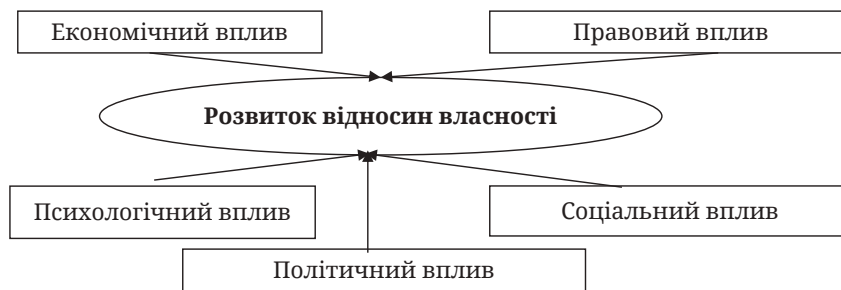 Економічний вплив
Правовий вплив
Розвиток відносин власності
Психологічний вплив
Соціальний вплив
Політичний вплив